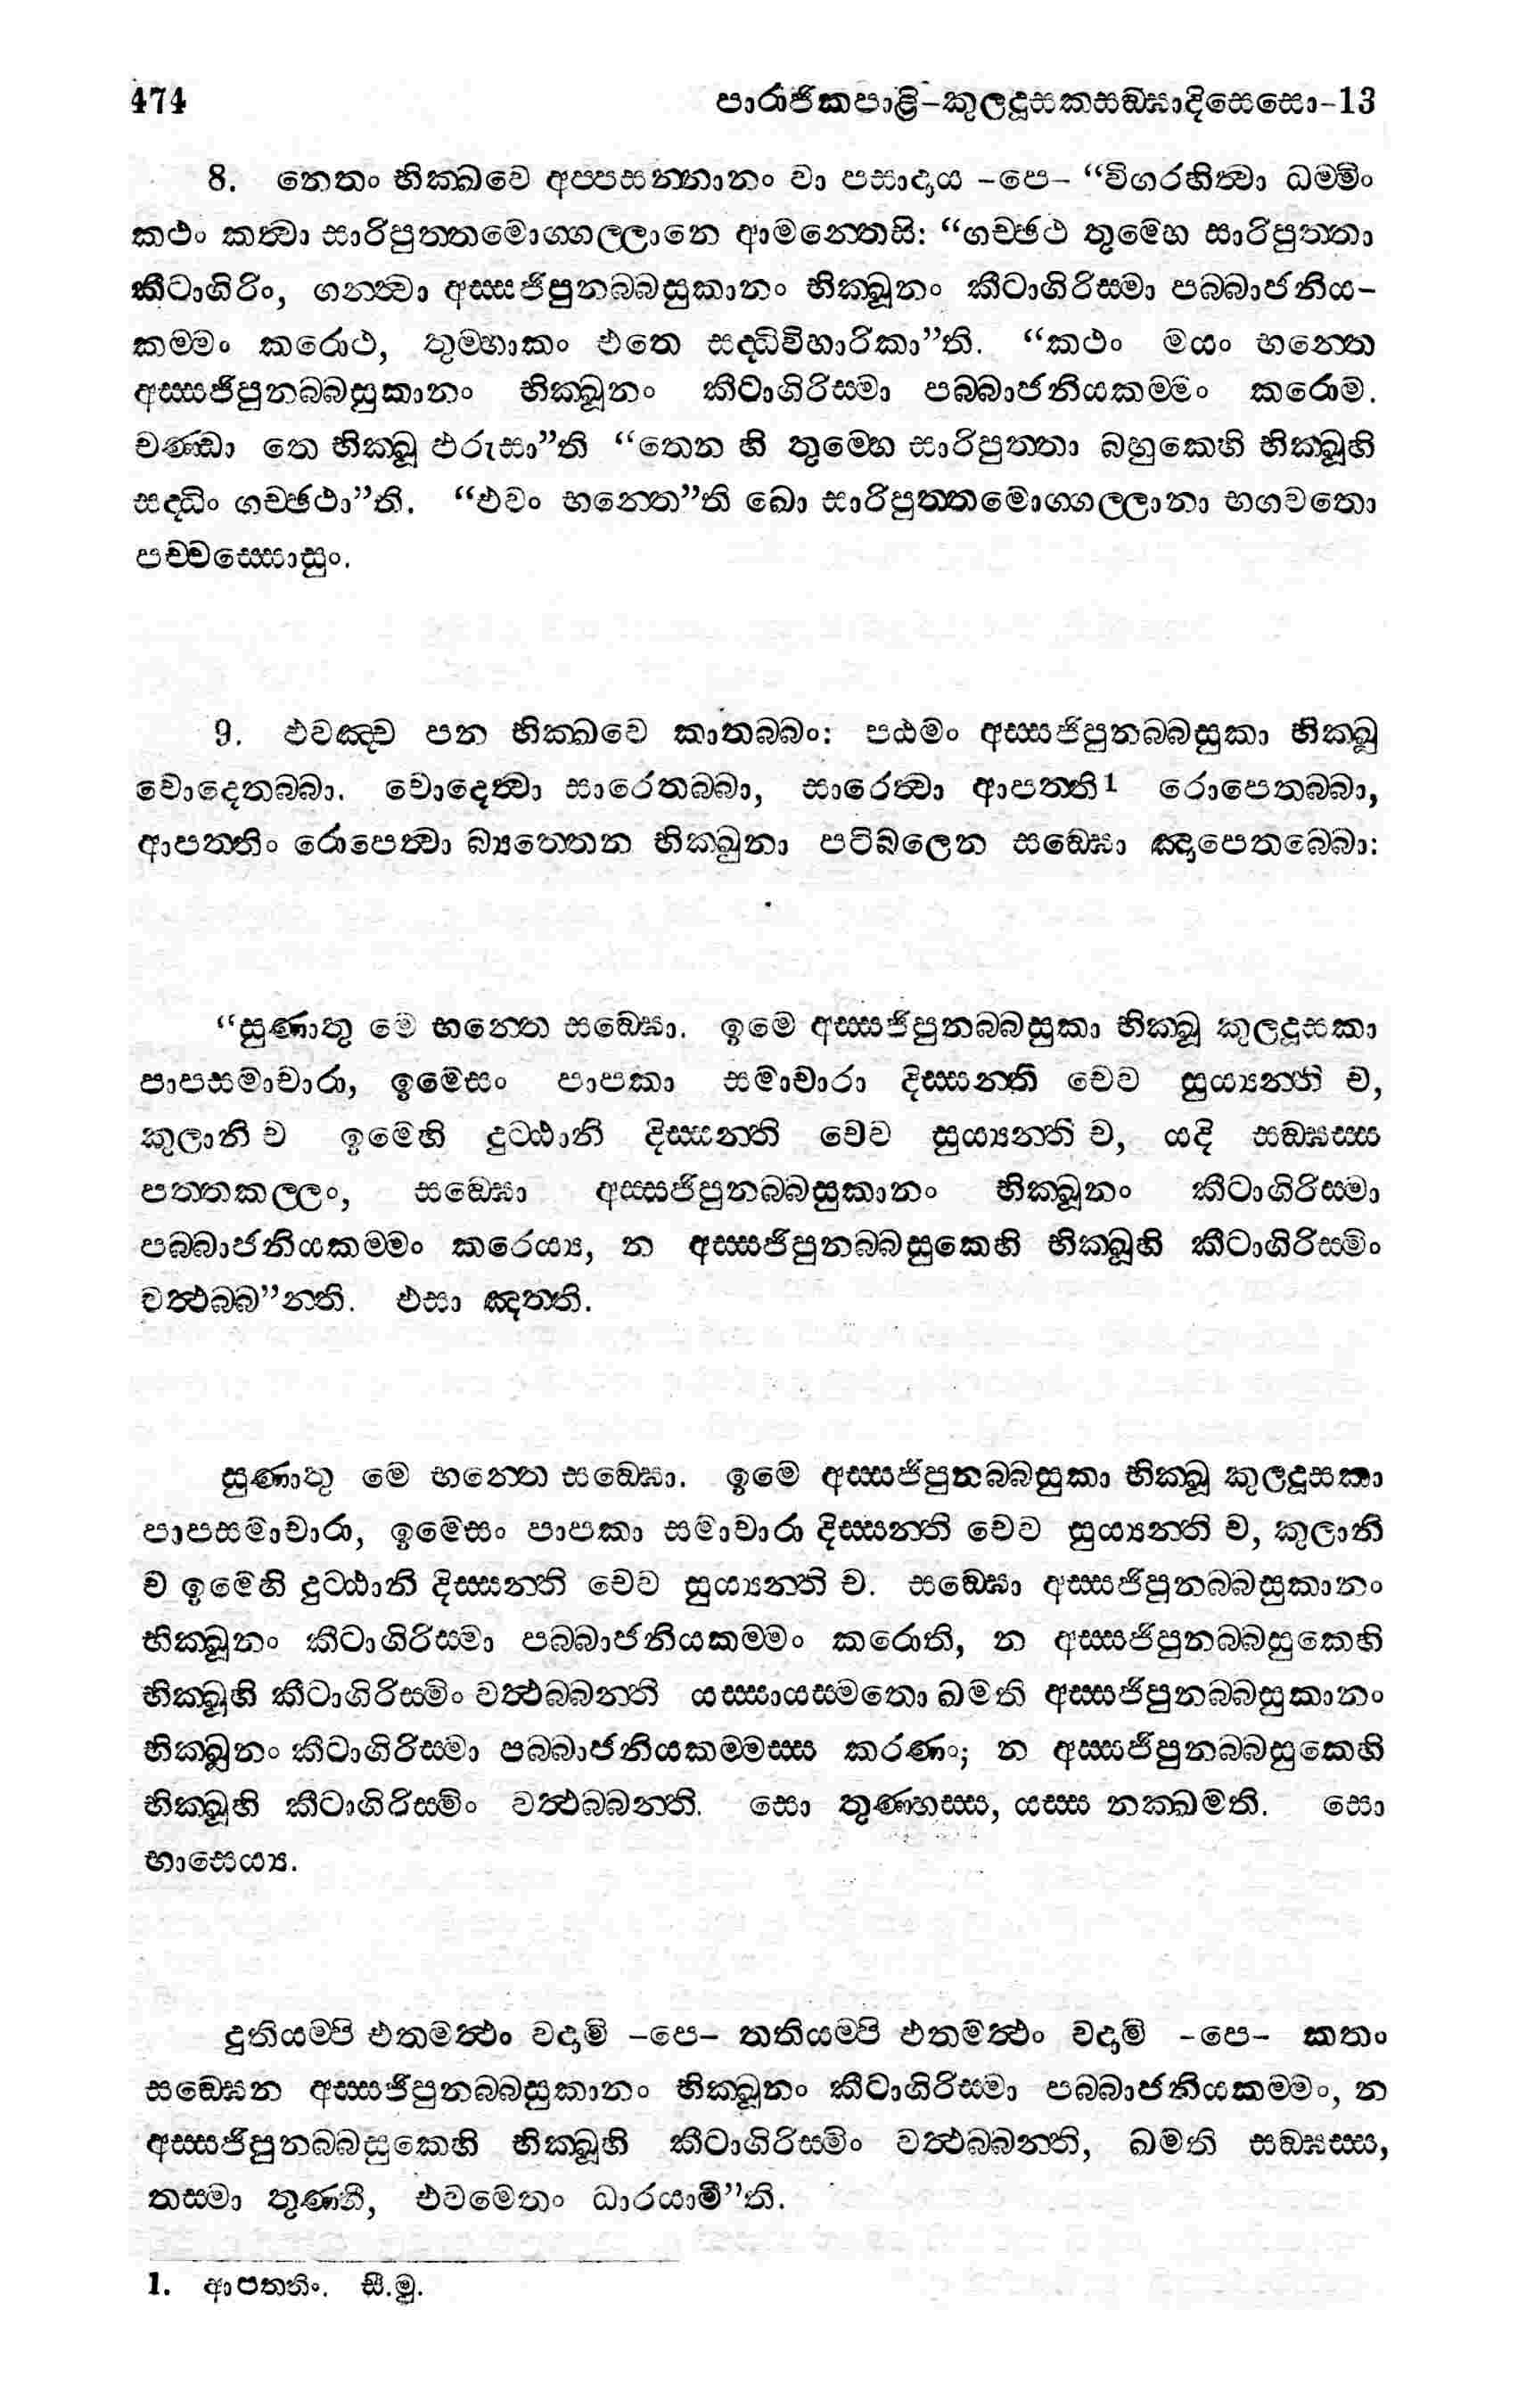 474 පාරාජිකපාළි-කුලදූසකසඞ්ඝාදිසෙසො-13
8. නෙතං භික්ඛවෙ අප්පසන්නානං වා පසාදාය -පෙ- “විගරහිත්වා ධම්මිං
කථං කත්වා සාරිපුත්තමොග්ගල්ලානෙ ආමන්තෙසි: “ගච්ඡථ තුම්හෙ සාරිපුත්තා
කීටාගිරිං, ගන්ත්වා අස්සජිපුනබ්බසුකානං භික්ඛූනං කීටාගිරිස්මා පබ්බාජනීය-
කම්මං කරොථ, තුම්හාකං එතෙ සද්ධිවිහාරිකා”ති. “කථං මයං භන්තෙ
අස්සජිපුනබ්බසුකානං භික්ඛූනං කීටාගිරිස්මා පබ්බාජනීයකම්මං කරොම.
චණ්ඩා තෙ භික්ඛූ ඵරුසා”ති “තෙන හි තුම්හෙ සාරිපුත්තා බහුකෙහි භික්ඛූහි
සද්ධිං ගච්ඡථා”ති. “එවං භන්තෙ”ති ඛො සාරිපුත්තමොග්ගල්ලානා භගවතො
පච්චස්සොසුං.
9. එවඤ්ච පන භික්ඛවෙ කාතබ්බං: පඨමං අස්සජිපුනබ්බසුකා භික්ඛූ
චොදෙතබ්බා. චොදෙත්වා සාරෙතබ්බා, සාරෙත්වා ආපත්ති1 රොපෙතබ්බා,
ආපත්තිං රොපෙත්වා බ්‍යත්තෙන භික්ඛුනා පටිබලෙන සඞ්ඝො ඤාපෙතබ්බො:
“සුණාතු මෙ භන්තෙ සඞ්ඝො. ඉමෙ අස්සජිපුනබ්බසුකා භික්ඛූ කුලදූසකා
පාපසමාචාරා, ඉමෙසං පාපකා සමාචාරා දිස්සන්ති චෙව සුය්‍යන්ති ච,
කුලානි ච ඉමෙහි දුට්ඨානි දිස්සන්ති චෙව සුය්‍යන්ති ච, යදි සඞ්ඝස්ස
පත්තකල්ලං, සඞ්ඝො අස්සජිපුනබ්බසුකානං භික්ඛූනං කීටාගිරිස්මා
පබ්බාජනීයකම්මං කරෙය්‍ය, න අස්සජිපුනබ්බසුකෙහි භික්ඛූහි කීටාගිරිස්මිං
වත්ථබ්බ”න්ති. එසා ඤත්ති.
සුණාතු මෙ භන්තෙ සඞ්ඝො. ඉමෙ අස්සජිපුනබ්බසුකා භික්ඛූ කුලදූසකා
පාපසමාචාරා, ඉමෙසං පාපකා සමාචාරා දිස්සන්ති චෙව සුය්‍යන්ති ච, කුලානි
ච ඉමෙහි දුට්ඨානි දිස්සන්ති චෙව සුය්‍යන්ති ච. සඞ්ඝො අස්සජිපුනබ්බසුකානං
භික්ඛූනං කීටාගිරිස්මා පබ්බාජනීයකම්මං කරොති, න අස්සජිපුනබ්බසුකෙහි
භික්ඛූහි කීටාගිරිස්මිං වත්ථබ්බන්ති යස්සායස්මතො ඛමති අස්සජිපුනබ්බසුකානං
භික්ඛූනං කීටාගිරිස්මා පබ්බාජනීයකම්මස්ස කරණං; න අස්සජිපුනබ්බසුකෙහි
භික්ඛූහි කීටාගිරිස්මිං වත්ථබ්බන්ති. සො තුණ්හස්ස, යස්ස නක්ඛමති. සො
භාසෙය්‍ය.
දුතියම්පි එතමත්ථං වදාමි -පෙ- තතියම්පි එතමත්ථං වදාමි -පෙ- කතං
සඞ්ඝෙන අස්සජිපුනබ්බසුකානං භික්ඛූනං කීටාගිරිස්මා පබ්බාජනීයකම්මං, න
අස්සජිපුනබ්බසුකෙහි භික්ඛූහි කීටාගිරිස්මිං වත්ථබ්බන්ති, ඛමති සඞ්ඝස්ස,
තස්මා තුණ්හී, එවමෙතං ධාරයාමී”ති.
1. ආපත්තිං. සී.මු.